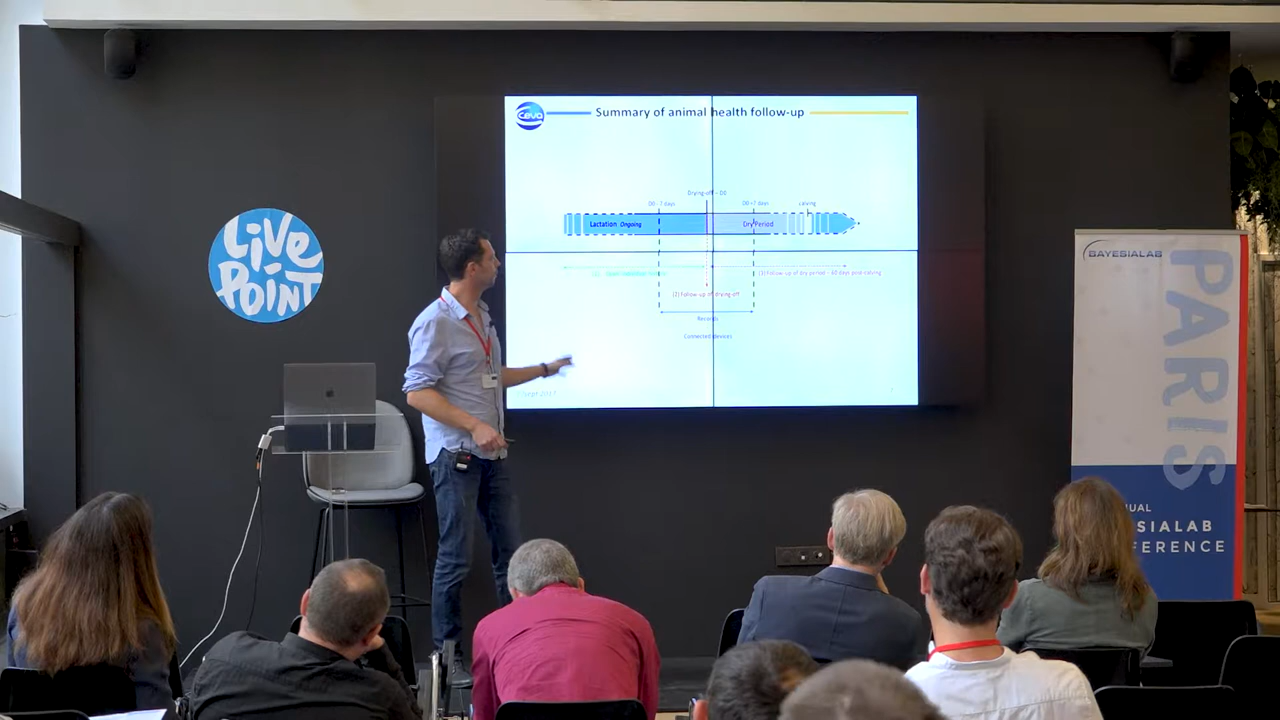 ceva
Summary of animal health follow-up
Drying-off – D0
D0 - 7 days
D0 +7 days
calving
Lactation Ongoing
Dry Period
(3) Follow up of dry period – 60 days post-calving
(2) Follow up of drying-off
Records
Connected devices
Sept 2017
LIVE
POINT
BAYESIALAB
PARIS
UAL
SIALAB
FERENCE